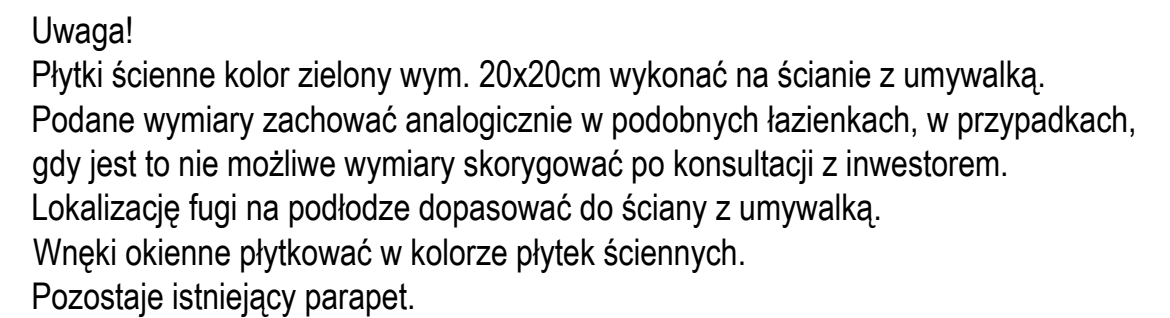 Uwaga!
Płytki ścienne kolor zielony wym. 20x20cm wykonać na ścianie z umywalką.
Podane wymiary zachować analogicznie w podobnych łazienkach, w przypadkach,
gdy jest to nie możliwe wymiary skorygować po konsultacji z inwestorem.
Lokalizację fugi na podłodze dopasować do ściany z umywalką.
Wnęki okienne płytkować w kolorze płytek ściennych.
Pozostaje istniejący parapet.